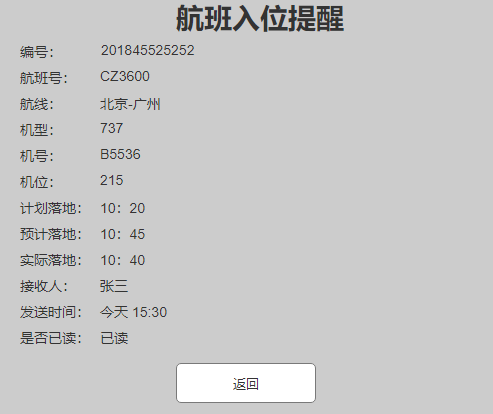 航班入位提醒
编号： 201845525252
航班号： CZ3600
航线： 北京-广州
机型： 737
机号： B5536
机位： 215
计划落地： 10：20
预计落地： 10：45
实际落地： 10：40
接收人： 张三
发送时间： 今天 15:30
是否已读： 已读
返回